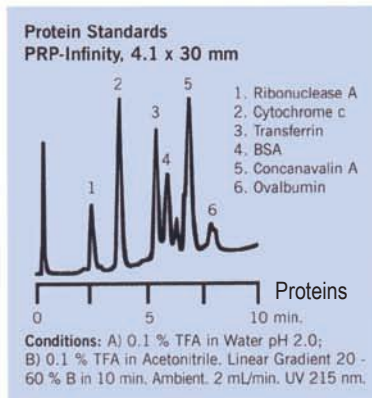 Protein Standards
PRP-Infinity, 4.1 x 30 mm
2
5
3
4
1
6
1. Ribonuclease A
2. Cytochrome c
3. Transferrin
4. BSA
5. Concanavalin A
6. Ovalbumin
Proteins
0 5 10 min.
Conditions: A) 0.1 % TFA in Water pH 2.0;
B) 0.1 % TFA in Acetonitrile. Linear Gradient 20 -
60 % B in 10 min. Ambient. 2 mL/min. UV 215 nm.